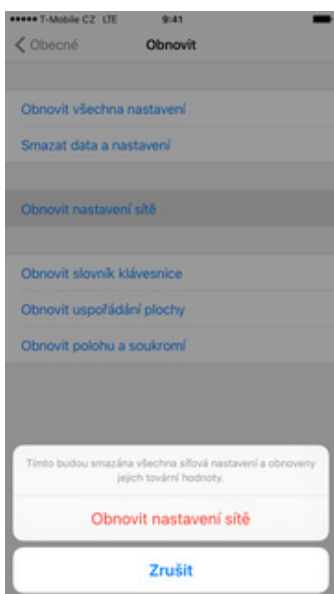 T-Mobile CZ LTE 9:41
Obecné Obnovit
Obnovit všechna nastavení
Smazat data a nastavení
Obnovit nastavení sítě
Obnovit slovník klávesnice
Obnovit uspořádání plochy
Obnovit polohu a soukromí
Tímto budou smazána všechna síťová nastavení a obnoveny
jejich tovární hodnoty.
Obnovit nastavení sítě
Zrušit